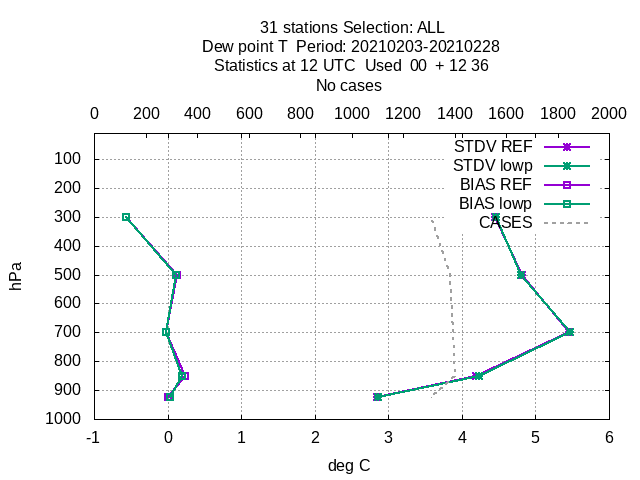 31 stations Selection: ALL
Dew point T  Period: 20210203-20210228
Statistics at 12 UTC  Used  00  + 12 36
No cases
0 200 400 600 800 1000 1200 1400 1600 1800 2000
STDV REF
STDV lowp
BIAS REF
BIAS lowp
CASES
100
200
300
400
500
600
700
800
900
1000
hPa
-1 0 1 2 3 4 5 6
deg C